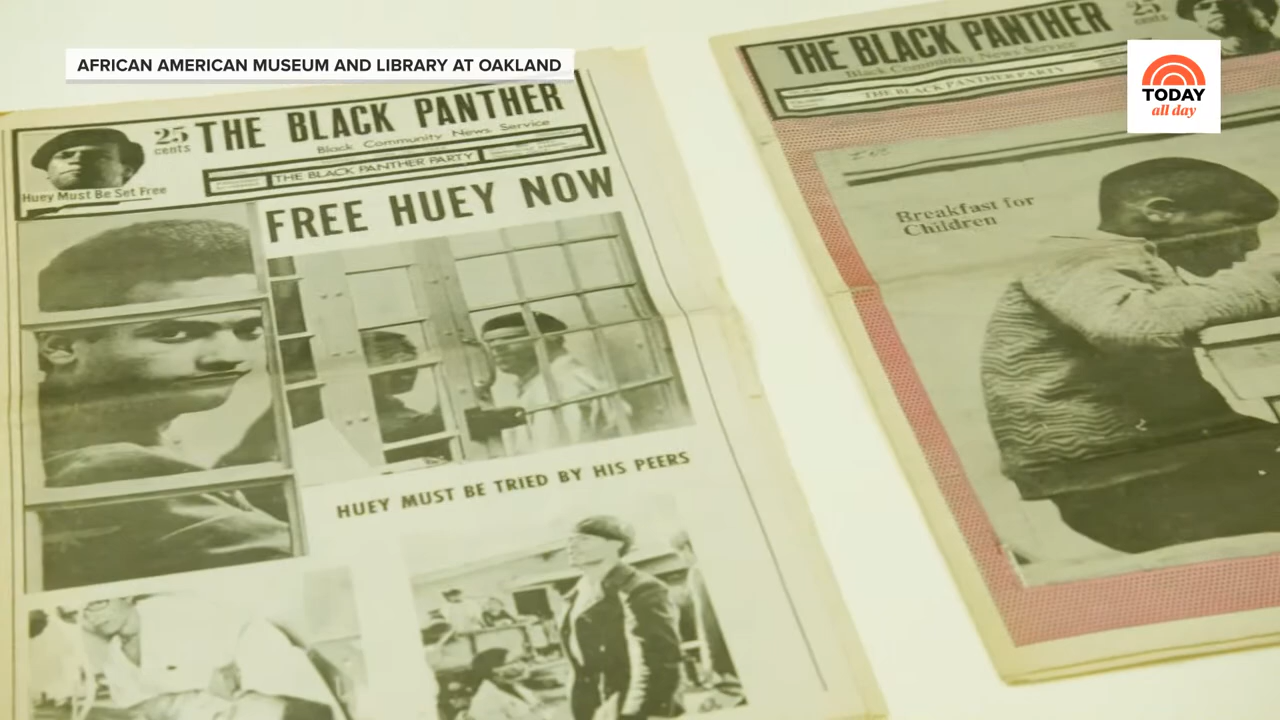 AFRICAN AMERICAN MUSEUM AND LIBRARY AT OAKLAND
TODAY
all day
25
cents
THE BLACK PANTHER
Black Community News Service
THE BLACK PANTHER PARTY
Huey Must Be Set Free
FREE HUEY NOW
HUEY MUST BE TRIED BY HIS PEERS
25
cents
THE BLACK PANTHER
Black Community News Service
THE BLACK PANTHER PARTY
Breakfast for
Children